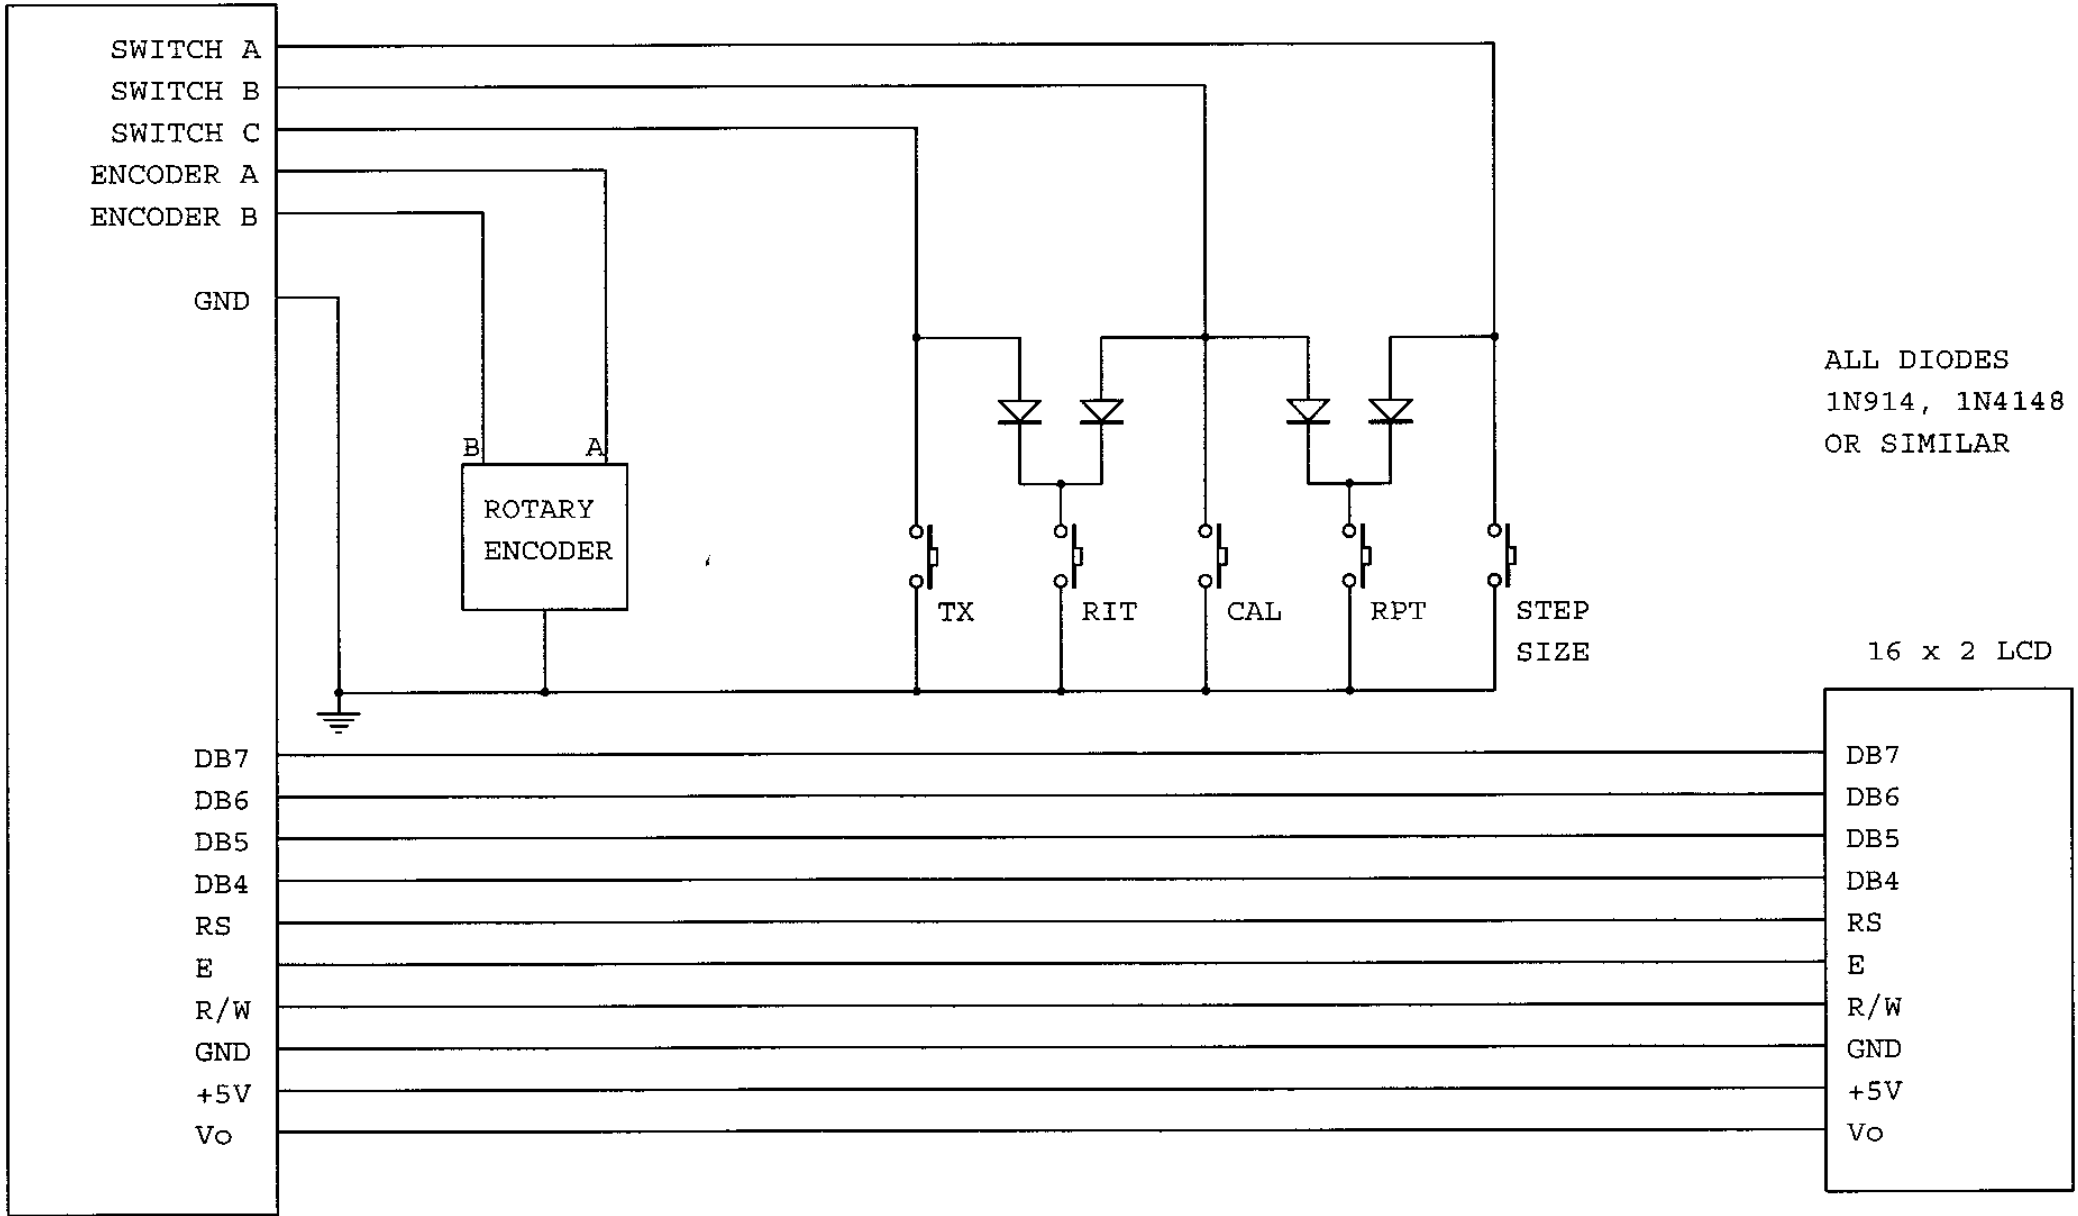 SWITCH A
SWITCH B
SWITCH C
ENCODER A
ENCODER B
GND
B
A
ROTARY
ENCODER
TX
RIT
CAL
RPT
STEP
SIZE
ALL DIODES
1N914, 1N4148
OR SIMILAR
16 x 2 LCD
DB7
DB6
DB5
DB4
RS
E
R/W
GND
+5V
Vo
DB7
DB6
DB5
DB4
RS
E
R/W
GND
+5V
Vo